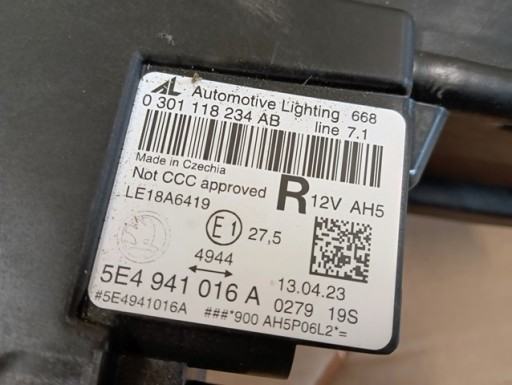 AL Automotive Lighting 668
0 301 118 234 AB line 7.1
Made in Czechia
Not CCC approved R 12V AH5
LE18A6419
E1 27,5
4944
5E4 941 016 A 13.04.23
0279 19S
#5E4941016A ###*900 AH5P06L2*=